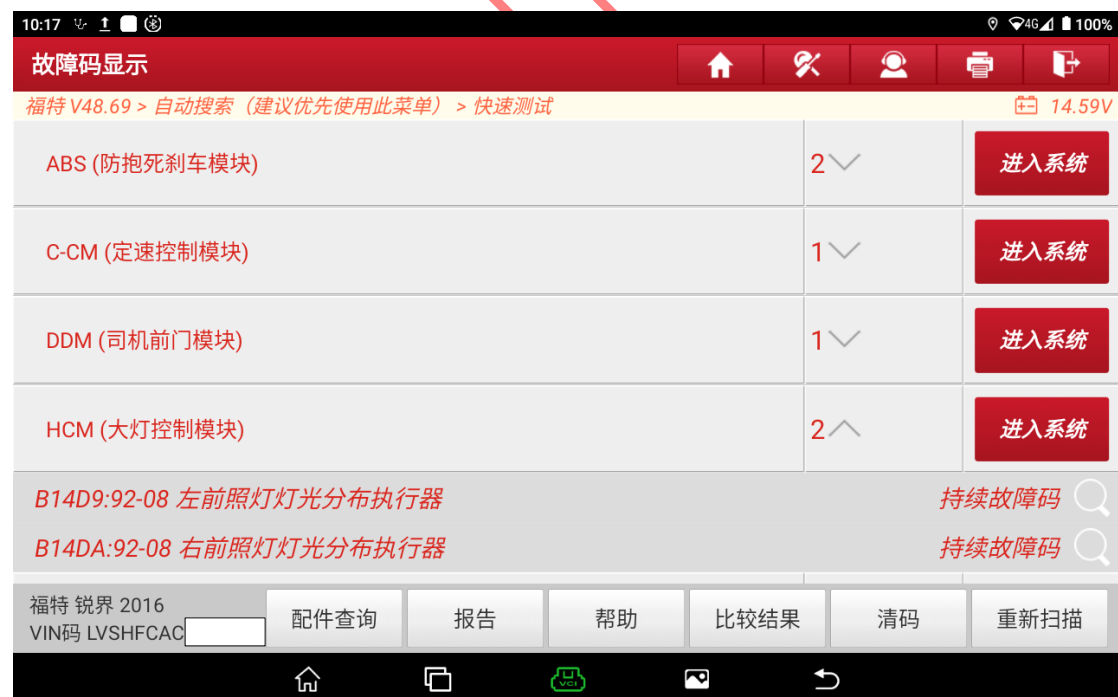 10:17 4G 100%
故障码显示
福特 V48.69 > 自动搜索（建议优先使用此菜单） > 快速测试 14.59V
ABS (防抱死刹车模块) 2 进入系统
C-CM (定速控制模块) 1 进入系统
DDM (司机前门模块) 1 进入系统
HCM (大灯控制模块) 2 进入系统
B14D9:92-08 左前照灯灯光分布执行器 持续故障码
B14DA:92-08 右前照灯灯光分布执行器 持续故障码
福特 锐界 2016
VIN码 LVSHFCAC
配件查询 报告 帮助 比较结果 清码 重新扫描
VCI